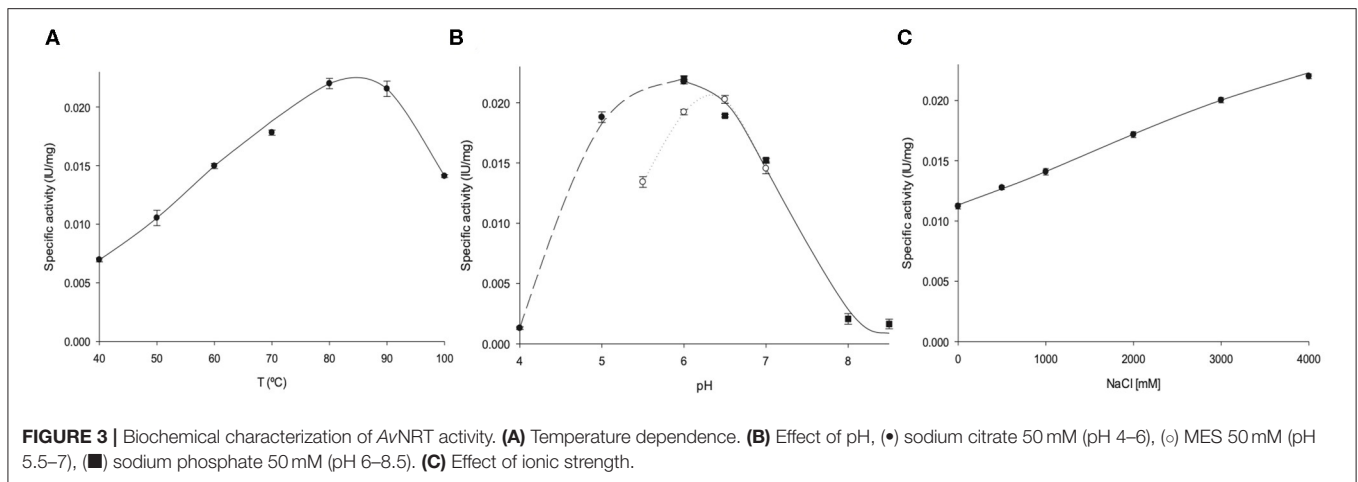 A
Specific activity (IU/mg)
0.020
0.015
0.010
0.005
0.000
40 50 60 70 80 90 100
T (ºC)
B
Specific activity (IU/mg)
0.020
0.015
0.010
0.005
0.000
4 5 6 7 8
pH
C
Specific activity (IU/mg)
0.020
0.015
0.010
0.005
0.000
0 1000 2000 3000 4000
NaCl [mM]
FIGURE 3 | Biochemical characterization of AvNRT activity. (A) Temperature dependence. (B) Effect of pH, (●) sodium citrate 50 mM (pH 4–6), (○) MES 50 mM (pH
5.5–7), (■) sodium phosphate 50 mM (pH 6–8.5). (C) Effect of ionic strength.